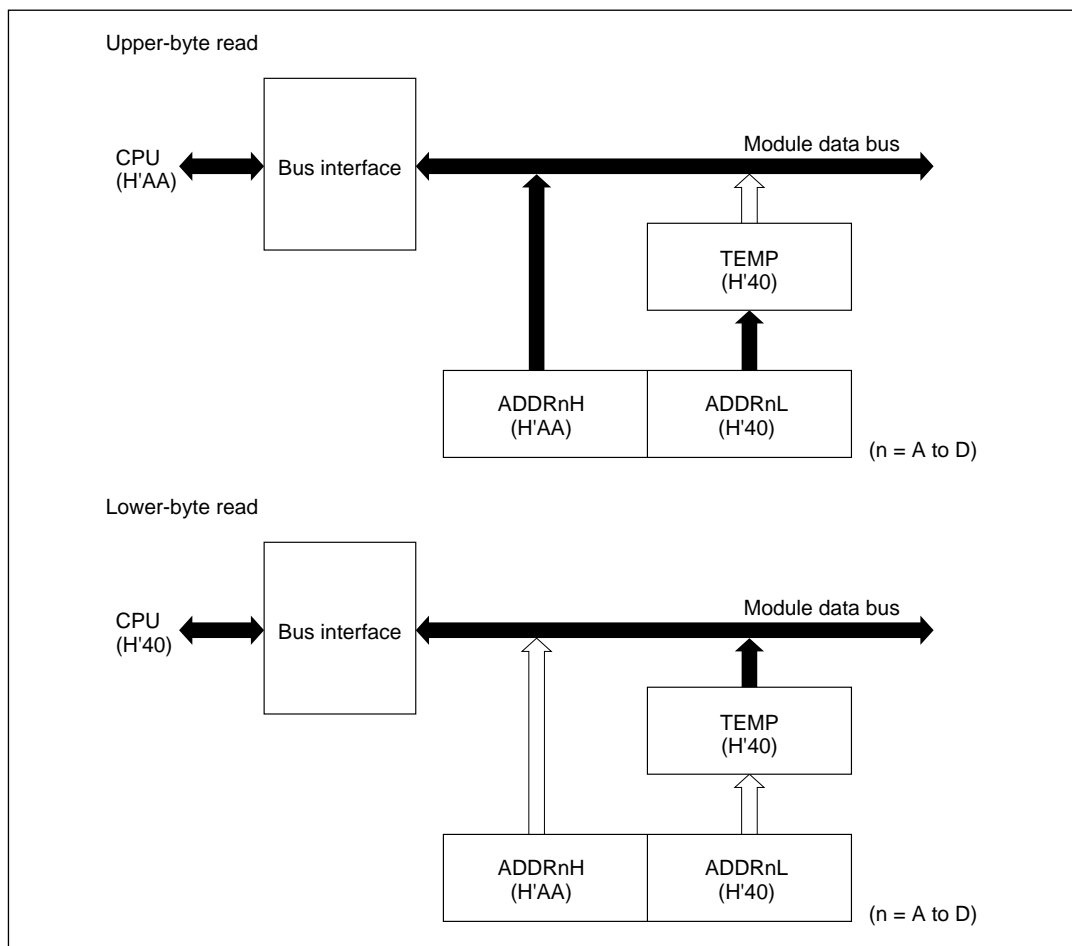 Upper-byte read
Module data bus
CPU
(H'AA)
Bus interface
TEMP
(H'40)
ADDRnH
(H'AA)
ADDRnL
(H'40)
(n = A to D)
Lower-byte read
Module data bus
CPU
(H'40)
Bus interface
TEMP
(H'40)
ADDRnH
(H'AA)
ADDRnL
(H'40)
(n = A to D)